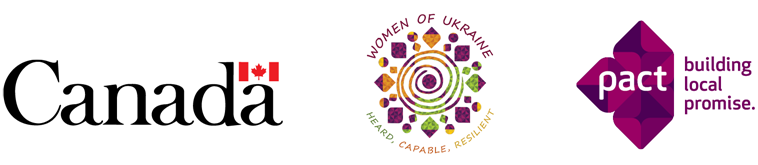 Canada
WOMEN OF UKRAINE
HEARD, CAPABLE, RESILIENT
pact
building
local
promise.